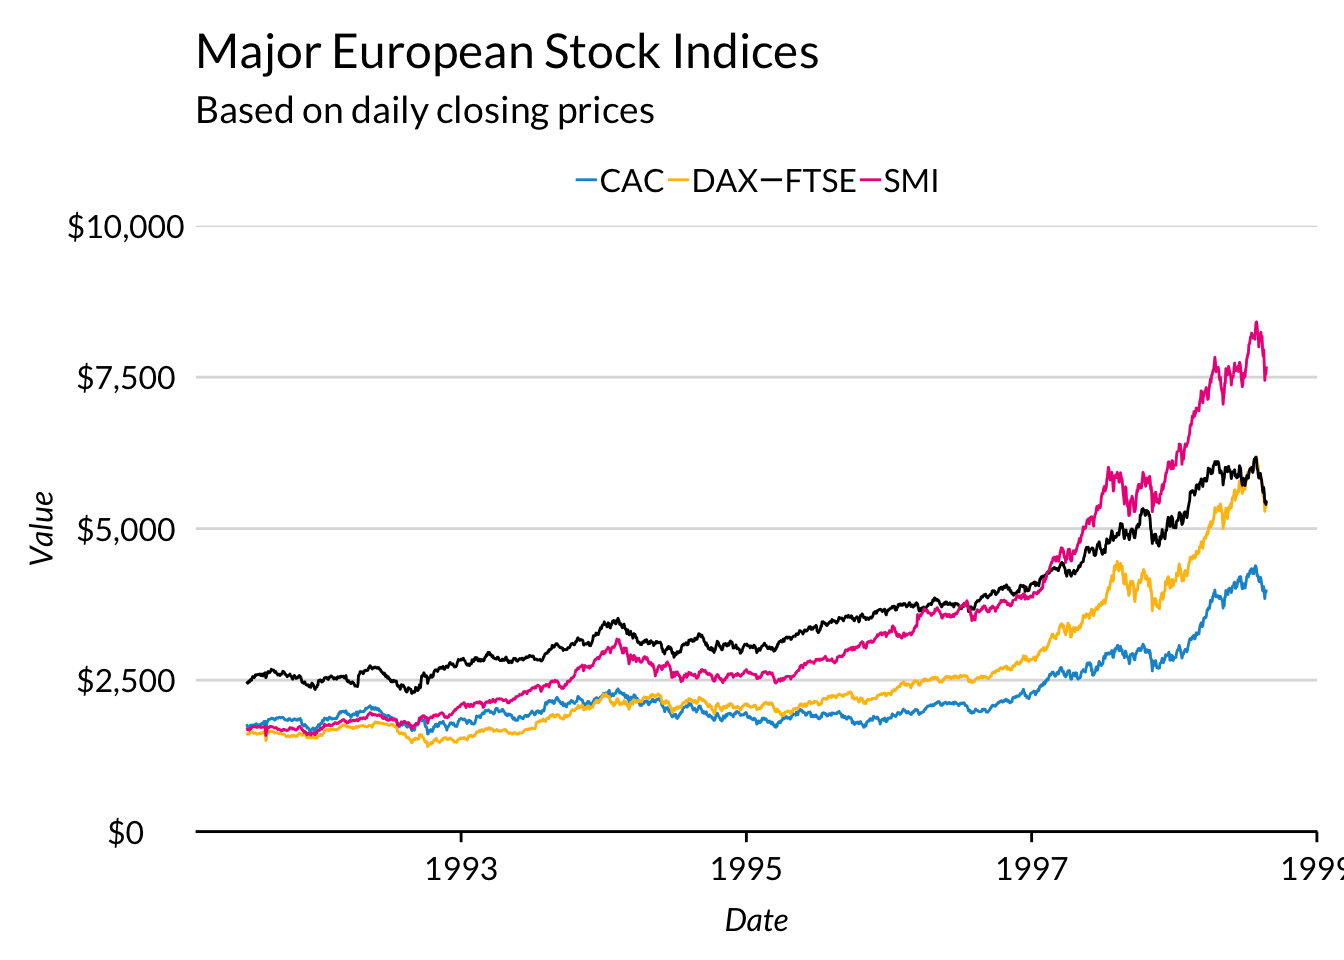 Major European Stock Indices
Based on daily closing prices
CAC DAX FTSE SMI
$10,000
$7,500
$5,000
$2,500
$0
Value
1993 1995 1997 1999
Date